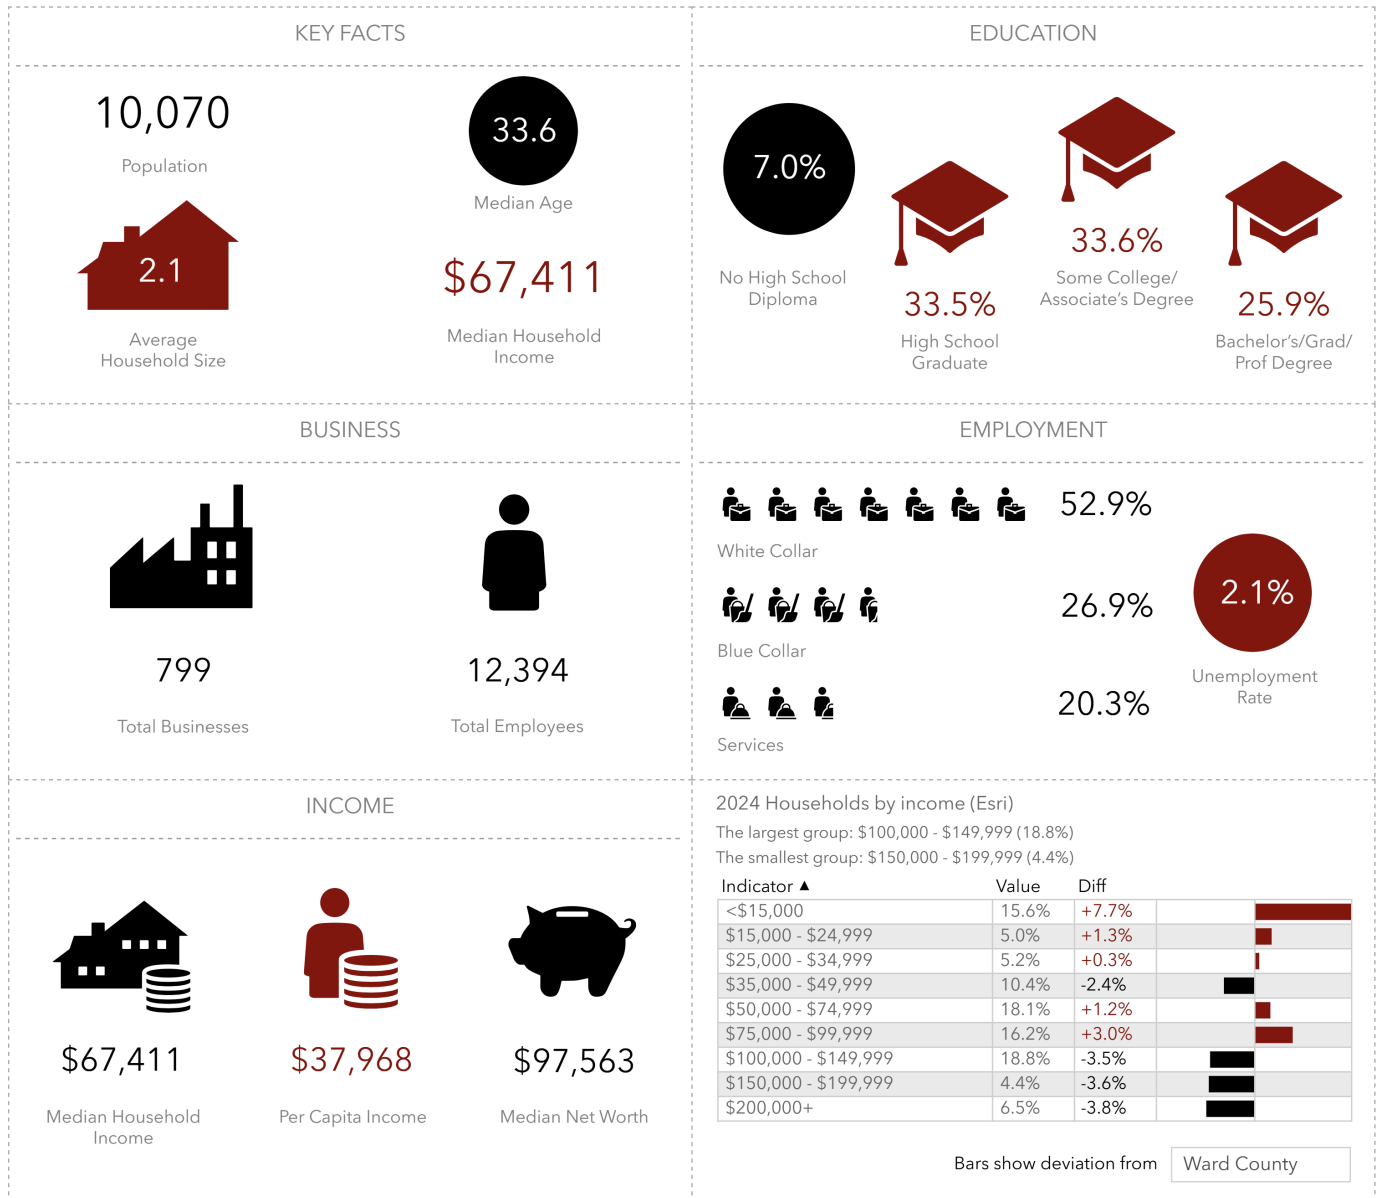 KEY FACTS
10,070
Population
33.6
Median Age
2.1
Average
Household Size
$67,411
Median Household
Income
EDUCATION
7.0%
No High School
Diploma
33.5%
High School
Graduate
33.6%
Some College/
Associate's Degree
25.9%
Bachelor's/Grad/
Prof Degree
BUSINESS
799
Total Businesses
12,394
Total Employees
EMPLOYMENT
52.9%
White Collar
26.9%
Blue Collar
20.3%
Services
2.1%
Unemployment
Rate
INCOME
$67,411
Median Household
Income
$37,968
Per Capita Income
$97,563
Median Net Worth
2024 Households by income (Esri)
The largest group: $100,000 - $149,999 (18.8%)
The smallest group: $150,000 - $199,999 (4.4%)
Indicator ▲ Value Diff
<$15,000 15.6% +7.7%
$15,000 - $24,999 5.0% +1.3%
$25,000 - $34,999 5.2% +0.3%
$35,000 - $49,999 10.4% -2.4%
$50,000 - $74,999 18.1% +1.2%
$75,000 - $99,999 16.2% +3.0%
$100,000 - $149,999 18.8% -3.5%
$150,000 - $199,999 4.4% -3.6%
$200,000+ 6.5% -3.8%
Bars show deviation from Ward County